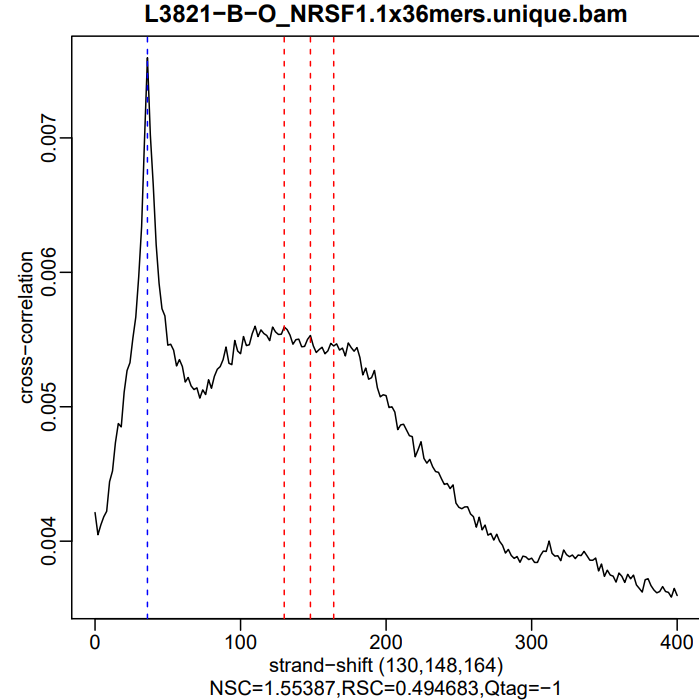 L3821−B−O_NRSF1.1x36mers.unique.bam
cross−correlation
0.007
0.006
0.005
0.004
0 100 200 300 400
strand−shift (130,148,164)
NSC=1.55387,RSC=0.494683,Qtag=−1